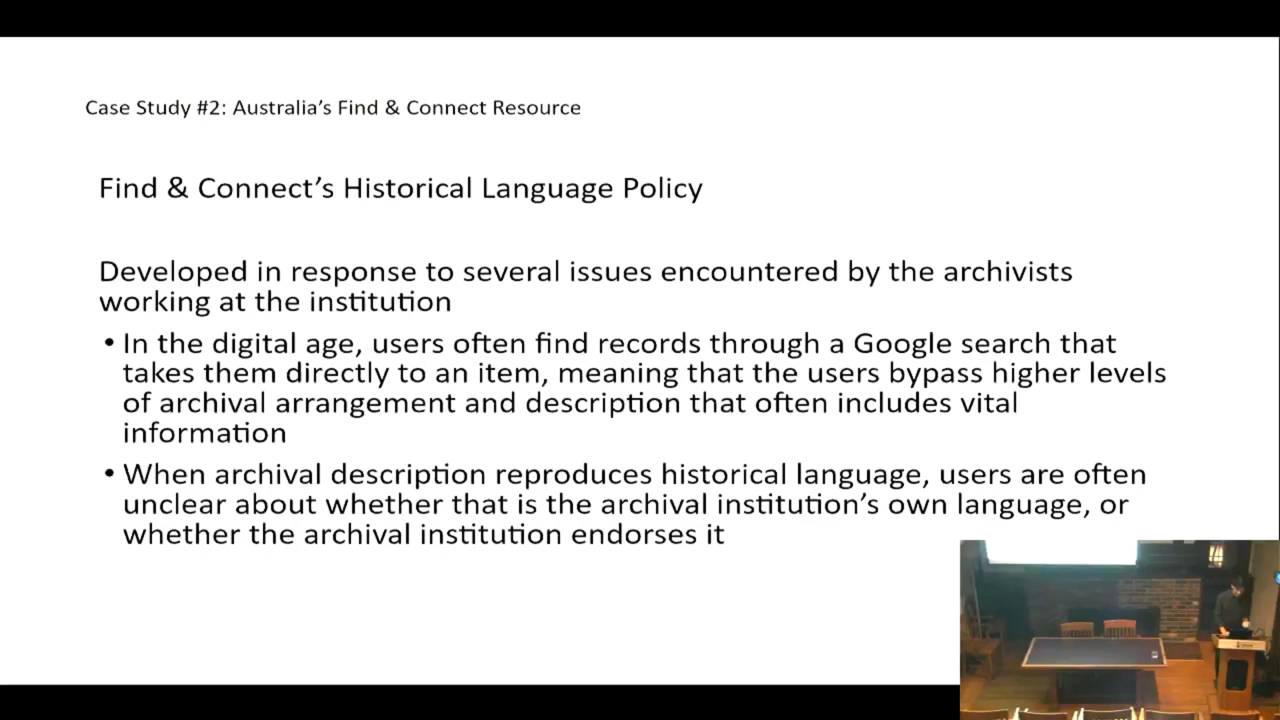 Case Study #2: Australia's Find & Connect Resource
Find & Connect's Historical Language Policy
Developed in response to several issues encountered by the archivists
working at the institution
• In the digital age, users often find records through a Google search that
takes them directly to an item, meaning that the users bypass higher levels
of archival arrangement and description that often includes vital
information
• When archival description reproduces historical language, users are often
unclear about whether that is the archival institution's own language, or
whether the archival institution endorses it